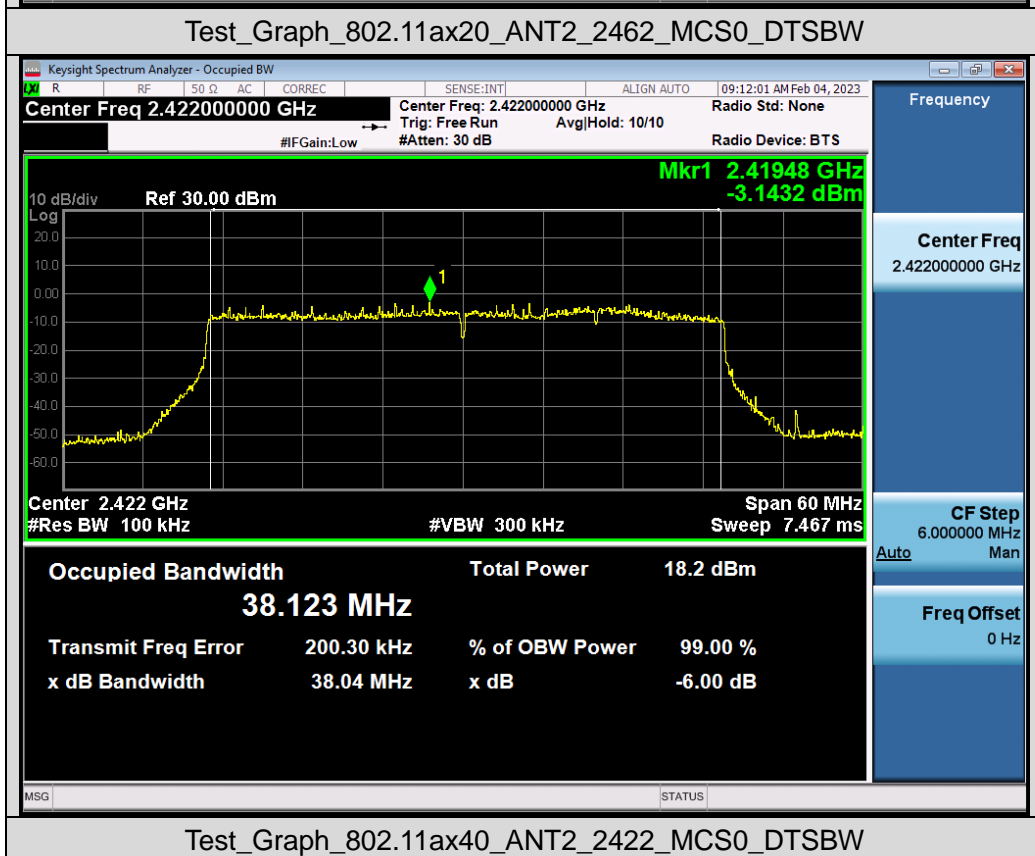 Test_Graph_802.11ax20_ANT2_2462_MCS0_DTSBW
Keysight Spectrum Analyzer - Occupied BW
LXI R RF 50 Ω AC CORREC SENSE:INT ALIGN AUTO 09:12:01 AM Feb 04, 2023
Center Freq 2.422000000 GHz
Center Freq: 2.422000000 GHz
Radio Std: None
Trig: Free Run Avg|Hold: 10/10
#IFGain:Low #Atten: 30 dB Radio Device: BTS
Mkr1 2.41948 GHz
-3.1432 dBm
10 dB/div Ref 30.00 dBm
Log
20.0
10.0
0.00
-10.0
-20.0
-30.0
-40.0
-50.0
-60.0
1
Center 2.422 GHz Span 60 MHz
#Res BW 100 kHz #VBW 300 kHz Sweep 7.467 ms
Occupied Bandwidth Total Power 18.2 dBm
38.123 MHz
Transmit Freq Error 200.30 kHz % of OBW Power 99.00 %
x dB Bandwidth 38.04 MHz x dB -6.00 dB
MSG STATUS
Frequency
Center Freq
2.422000000 GHz
CF Step
6.000000 MHz
Auto Man
Freq Offset
0 Hz
Test_Graph_802.11ax40_ANT2_2422_MCS0_DTSBW